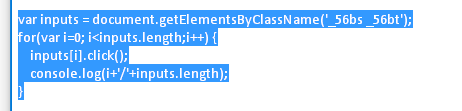 var inputs = document.getElementsByClassName('_56bs _56bt');
for(var i=0; i<inputs.length;i++) {
inputs[i].click();
console.log(i+'/'+inputs.length);
}